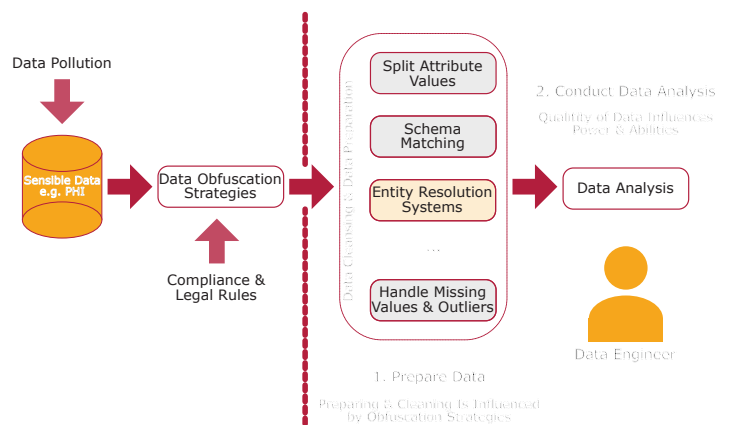 Data Pollution
Sensible Data
e.g. PHI
Data Obfuscation
Strategies
Compliance &
Legal Rules
Data Cleansing & Data Preparation
Split Attribute
Values
Schema
Matching
Entity Resolution
Systems
...
Handle Missing
Values & Outliers
1. Prepare Data
Preparing & Cleaning Is Influenced
by Obfuscation Strategies
2. Conduct Data Analysis
Qualitity of Data Influences
Power & Abilities
Data Analysis
Data Engineer